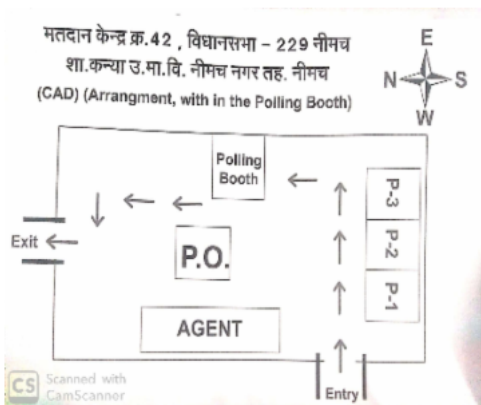 मतदान केन्द्र क्र.42 , विधानसभा - 229 नीमच
शा.कन्या उ.मा.वि. नीमच नगर तह. नीमच
(CAD) (Arrangment, with in the Polling Booth)
E
N
S
W
Polling
Booth
P-3
P-2
P-1
Exit
P.O.
AGENT
Entry
CS
Scanned with
CamScanner